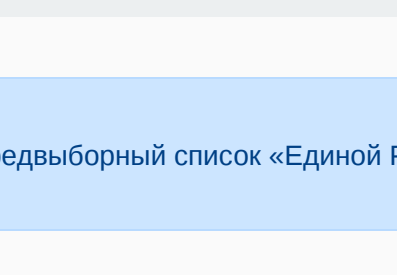 редвыборный список «Единой